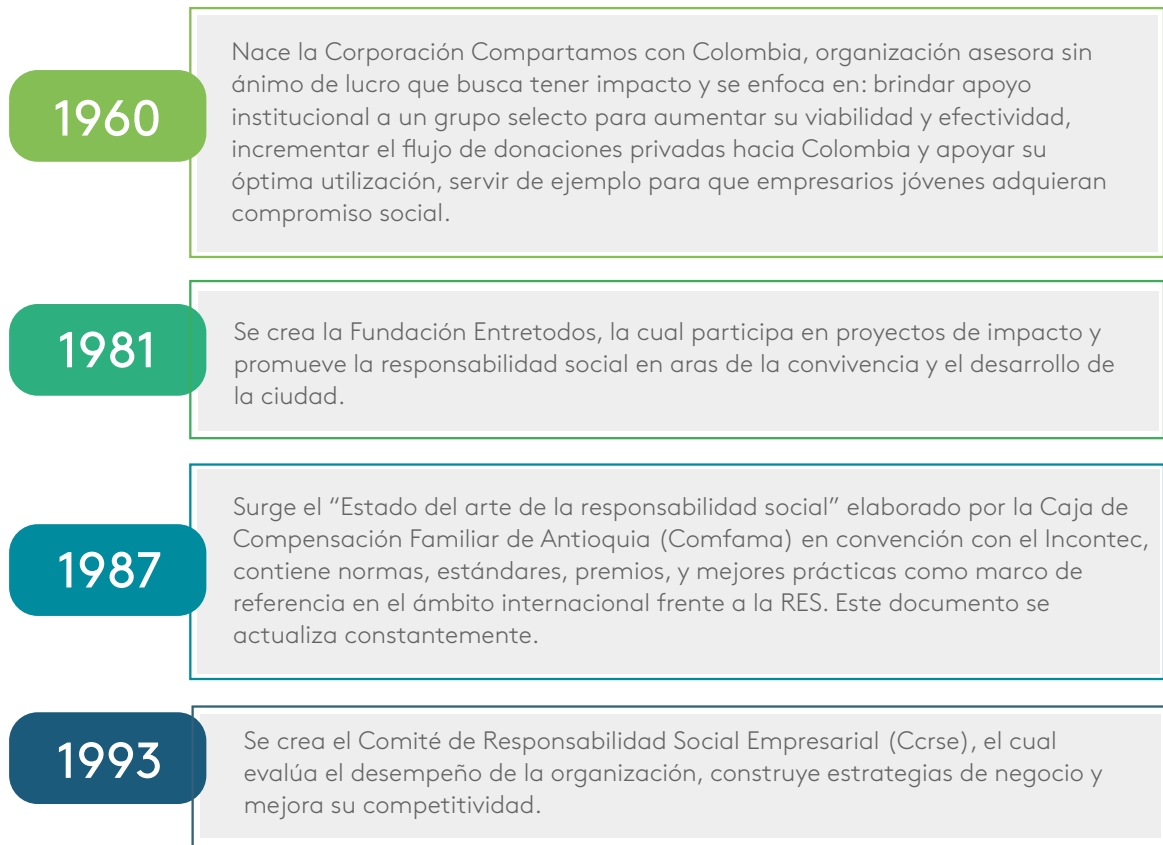 1960
Nace la Corporación Compartamos con Colombia, organización asesora sin
ánimo de lucro que busca tener impacto y se enfoca en: brindar apoyo
institucional a un grupo selecto para aumentar su viabilidad y efectividad,
incrementar el flujo de donaciones privadas hacia Colombia y apoyar su
óptima utilización, servir de ejemplo para que empresarios jóvenes adquieran
compromiso social.
1981
Se crea la Fundación Entretodos, la cual participa en proyectos de impacto y
promueve la responsabilidad social en aras de la convivencia y el desarrollo de
la ciudad.
1987
Surge el “Estado del arte de la responsabilidad social” elaborado por la Caja de
Compensación Familiar de Antioquia (Comfama) en convención con el Incontec,
contiene normas, estándares, premios, y mejores prácticas como marco de
referencia en el ámbito internacional frente a la RES. Este documento se
actualiza constantemente.
1993
Se crea el Comité de Responsabilidad Social Empresarial (Ccrse), el cual
evalúa el desempeño de la organización, construye estrategias de negocio y
mejora su competitividad.